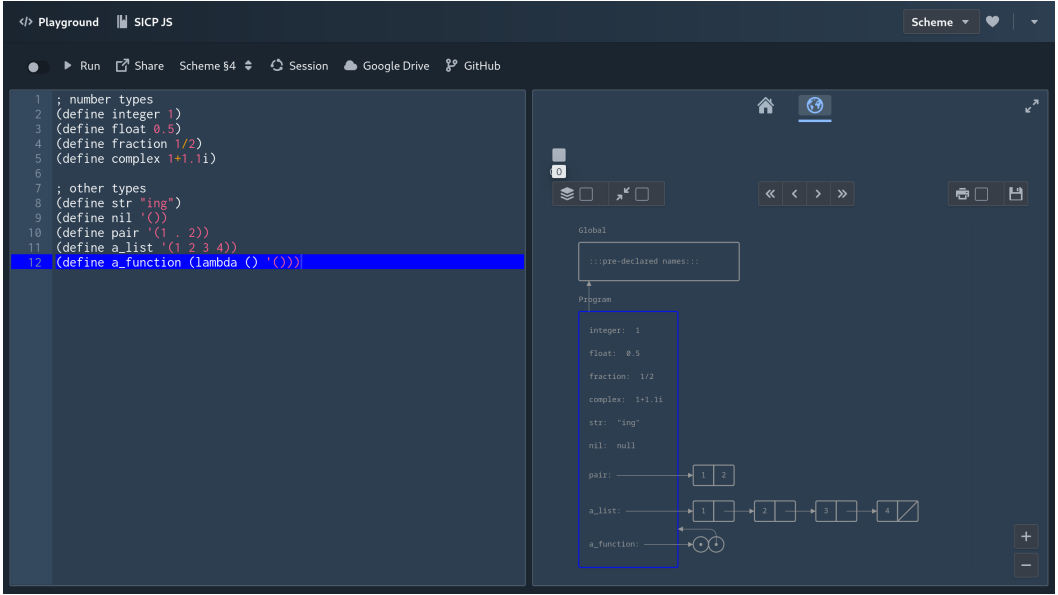 </> Playground SICP JS Scheme
Run Share Scheme §4 Session Google Drive GitHub
1 ; number types
2 (define integer 1)
3 (define float 0.5)
4 (define fraction 1/2)
5 (define complex 1+1.1i)
6
7 ; other types
8 (define str "ing")
9 (define nil '())
10 (define pair '(1 . 2))
11 (define a_list '(1 2 3 4))
12 (define a_function (lambda () '()))
0
Global
:::pre-declared names:::
Program
integer: 1
float: 0.5
fraction: 1/2
complex: 1+1.1i
str: "ing"
nil: null
pair: 1 2
a_list: 1 2 3 4
a_function: